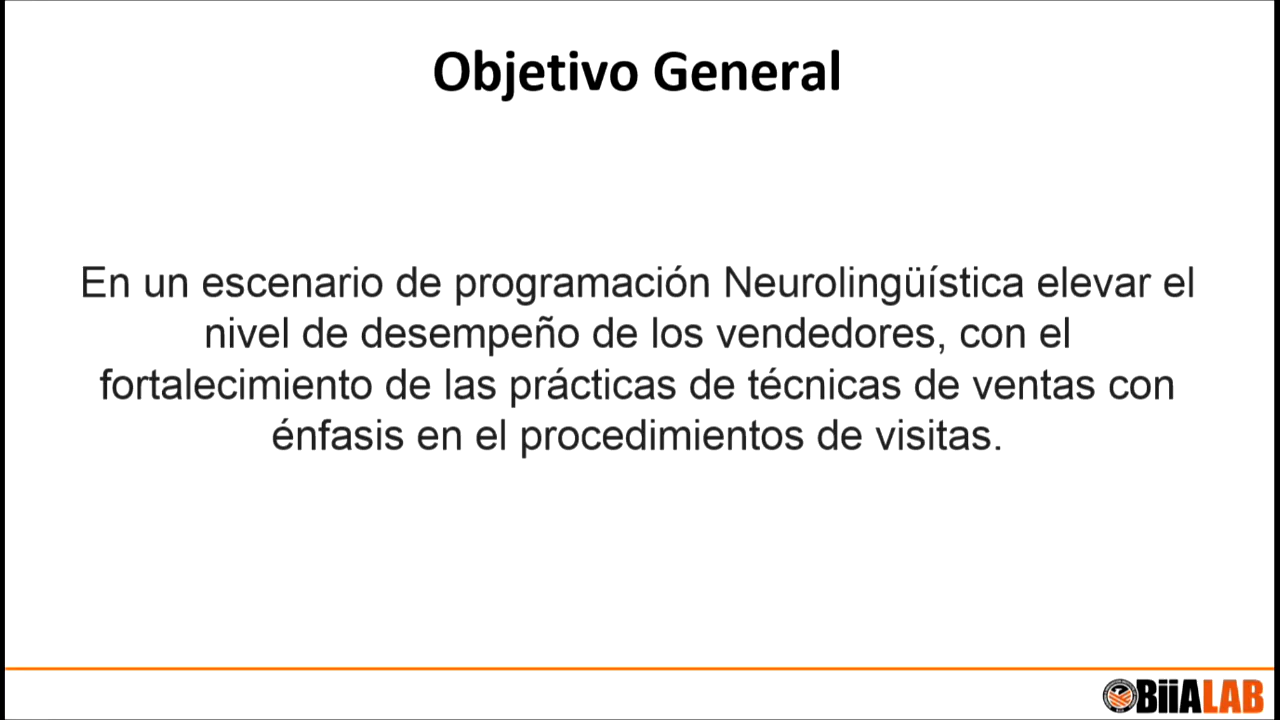 Objetivo General
En un escenario de programación Neurolingüística elevar el
nivel de desempeño de los vendedores, con el
fortalecimiento de las prácticas de técnicas de ventas con
énfasis en el procedimientos de visitas.
BiiALAB